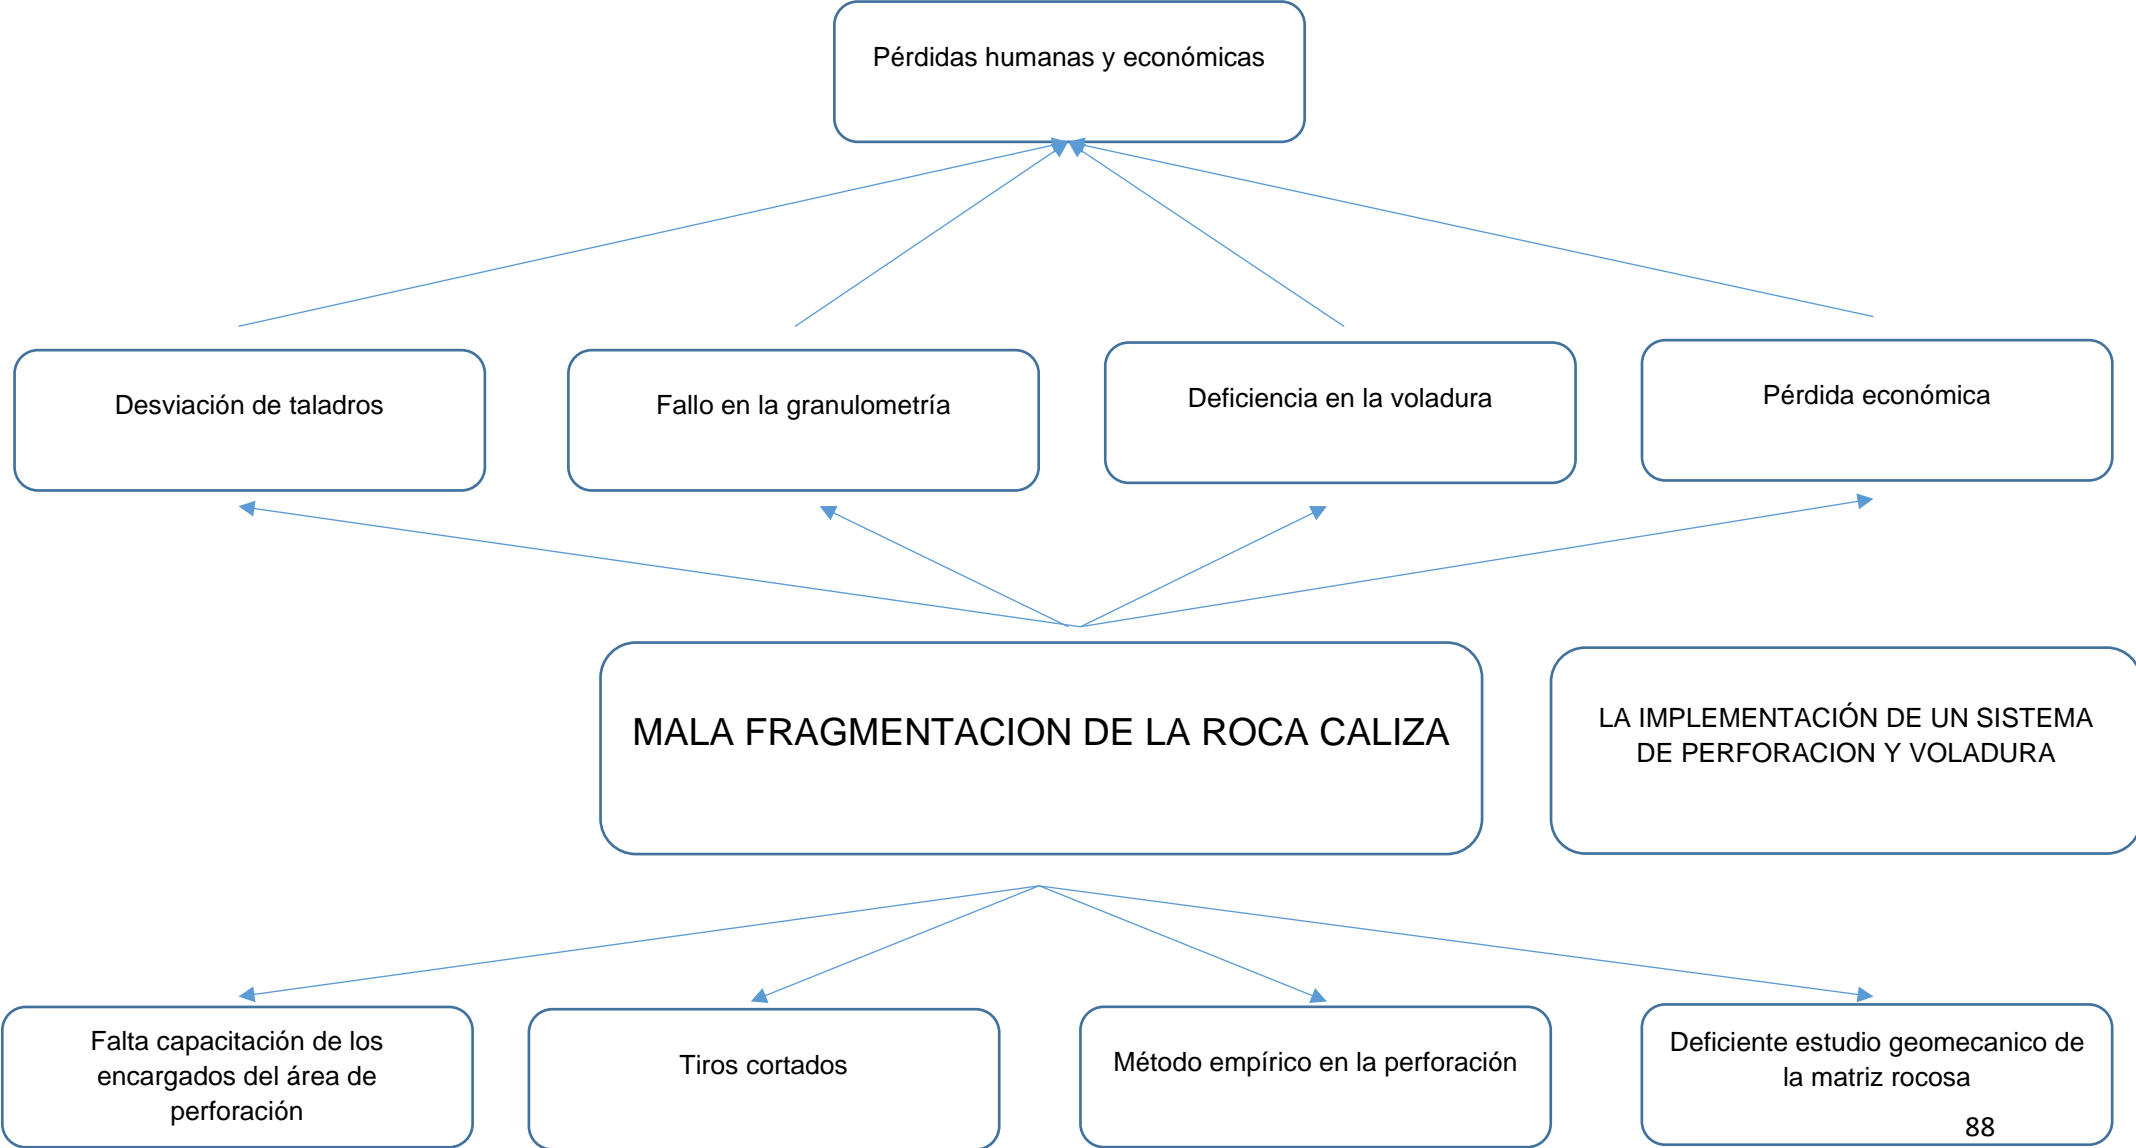 Pérdidas humanas y económicas
Desviación de taladros
Fallo en la granulometría
Deficiencia en la voladura
Pérdida económica
MALA FRAGMENTACION DE LA ROCA CALIZA
LA IMPLEMENTACIÓN DE UN SISTEMA
DE PERFORACION Y VOLADURA
Falta capacitación de los
encargados del área de
perforación
Tiros cortados
Método empírico en la perforación
Deficiente estudio geomecanico de
la matriz rocosa
88